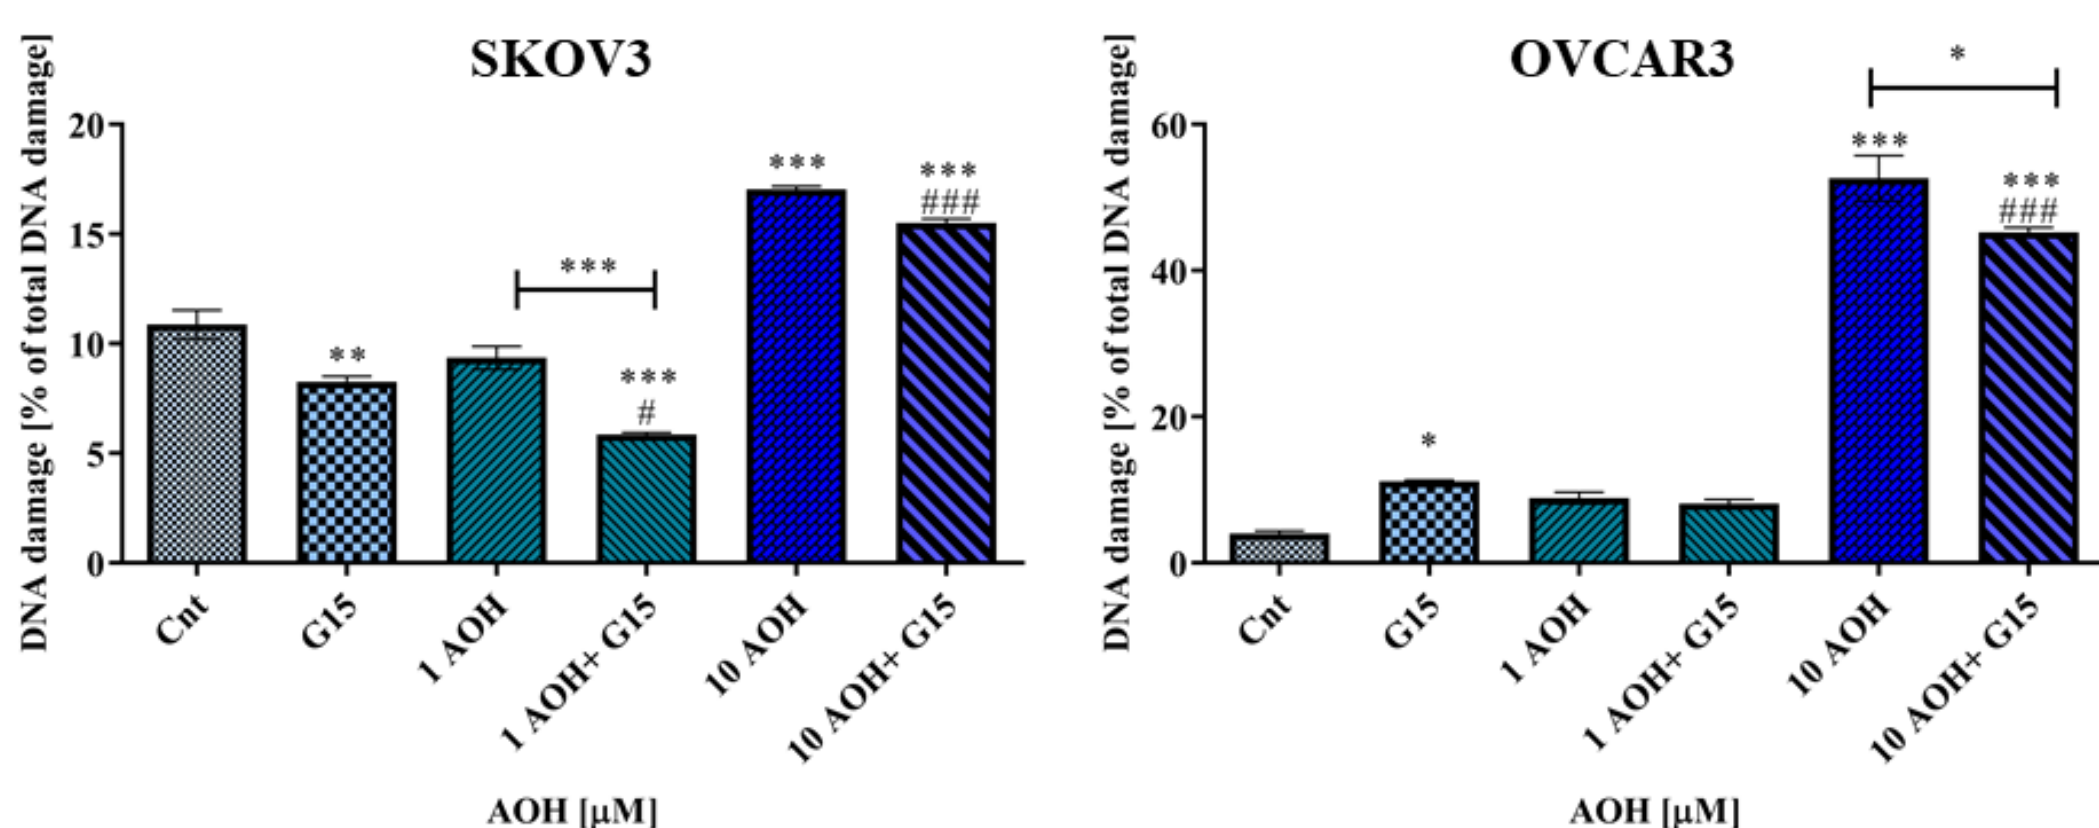 SKOV3
DNA damage [% of total DNA damage]
20
15
10
5
0
**
***
***
#
***
***
###
Cnt
G15
1 AOH
1 AOH+ G15
10 AOH
10 AOH+ G15
AOH [μM]
OVCAR3
DNA damage [% of total DNA damage]
60
40
20
0
*
*
***
***
###
Cnt
G15
1 AOH
1 AOH+ G15
10 AOH
10 AOH+ G15
AOH [μM]